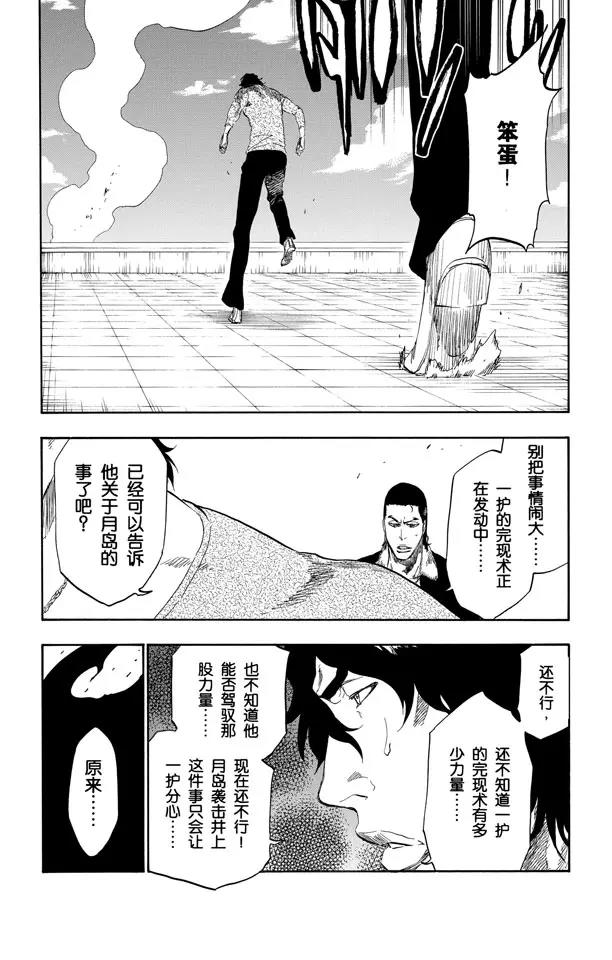 笨蛋！
别把事情闹大……
一护的完现术正
在发动中……
已经可以告诉
他关于月岛的
事了吧？
还不行，
还不知道一护
的完现术有多
少力量……
也不知道他
能否驾驭那
股力量……
现在还不行！
月岛袭击井上
这件事只会让
一护分心……
原来……